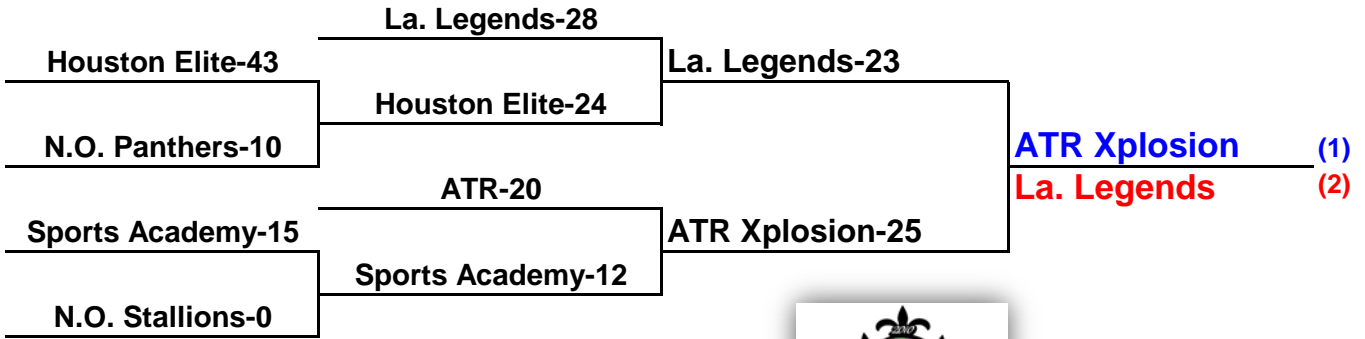 La. Legends-28
Houston Elite-43
La. Legends-23
Houston Elite-24
N.O. Panthers-10
ATR Xplosion (1)
La. Legends (2)
ATR-20
Sports Academy-15
ATR Xplosion-25
Sports Academy-12
N.O. Stallions-0